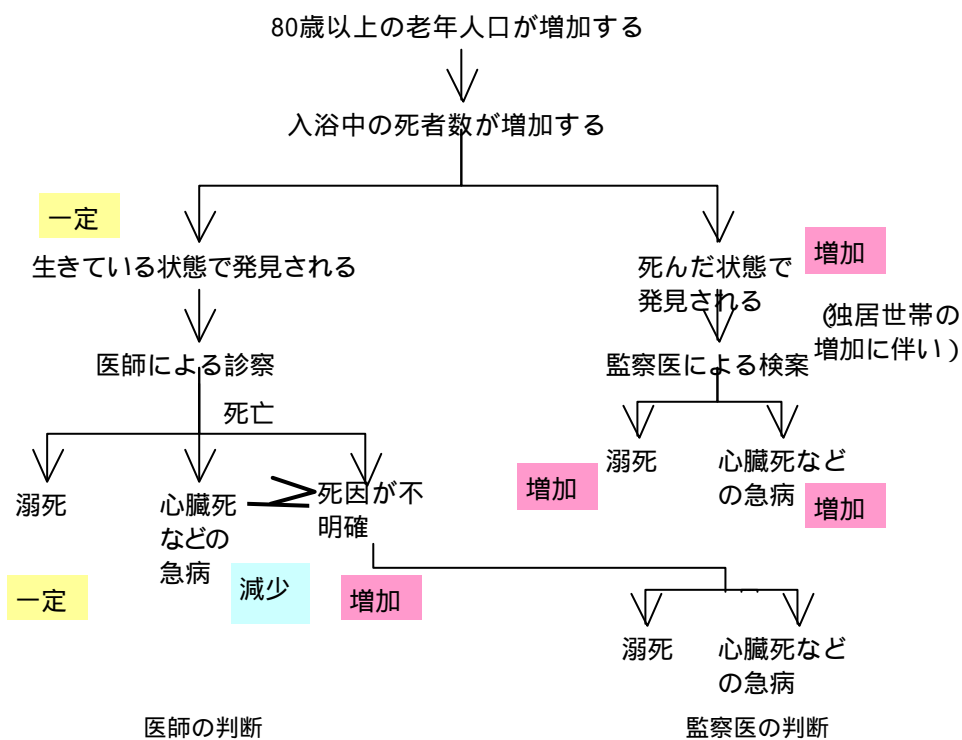 80歳以上の老年人口が増加する
入浴中の死者数が増加する
一定
生きている状態で発見される
死んだ状態で
発見される
増加
(独居世帯の
増加に伴い)
医師による診察
監察医による検案
死亡
溺死
心臓死
などの
急病
死因が不
明確
溺死
心臓死など
の急病
増加
増加
一定
減少
増加
溺死
心臓死など
の急病
医師の判断
監察医の判断